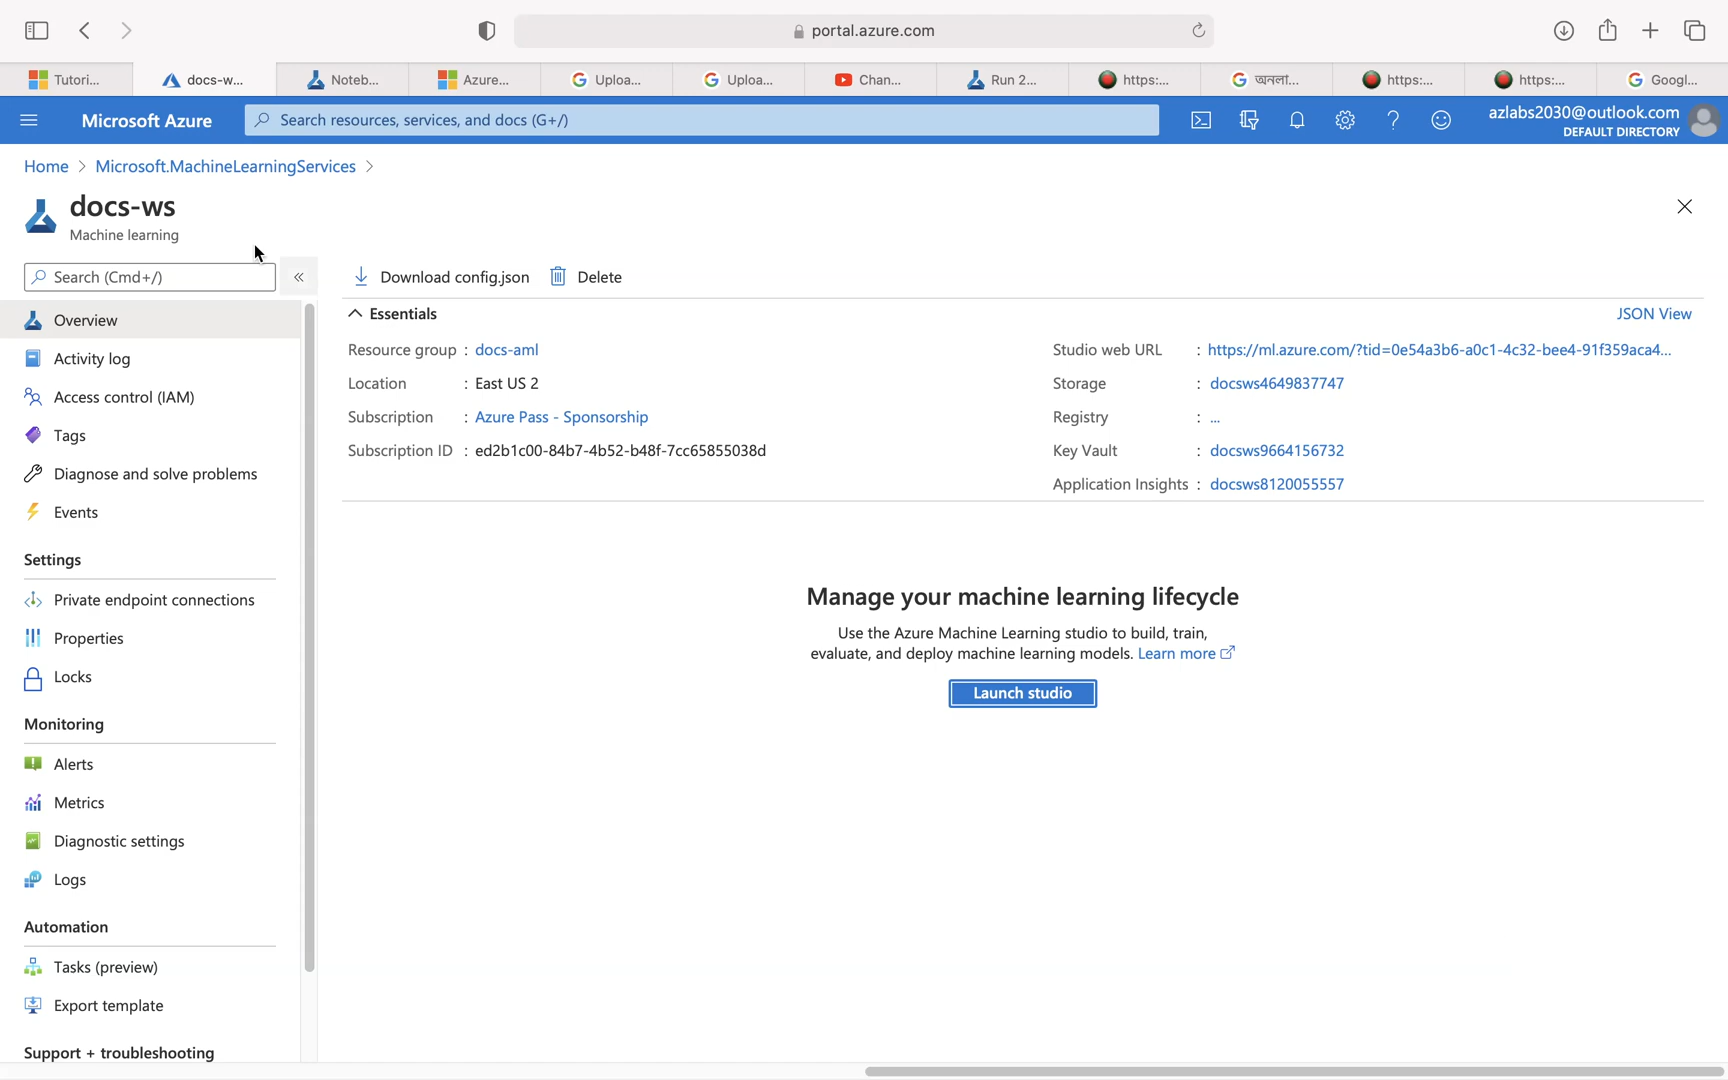 portal.azure.com
Tutori...
docs-w...
Noteb...
Azure...
Uploa...
Uploa...
Chan...
Run 2...
https:...
অনলা...
https:...
https:...
Googl...
Microsoft Azure
Search resources, services, and docs (G+/)
azlabs2030@outlook.com
DEFAULT DIRECTORY
Home > Microsoft.MachineLearningServices >
docs-ws
Machine learning
Search (Cmd+/)
«
Download config.json
Delete
Overview
Activity log
Access control (IAM)
Tags
Diagnose and solve problems
Events
Settings
Private endpoint connections
Properties
Locks
Monitoring
Alerts
Metrics
Diagnostic settings
Logs
Automation
Tasks (preview)
Export template
Support + troubleshooting
Essentials
JSON View
Resource group : docs-aml
Location : East US 2
Subscription : Azure Pass - Sponsorship
Subscription ID : ed2b1c00-84b7-4b52-b48f-7cc65855038d
Studio web URL : https://ml.azure.com/?tid=0e54a3b6-a0c1-4c32-bee4-91f359aca4...
Storage : docsws4649837747
Registry : ...
Key Vault : docsws9664156732
Application Insights : docsws8120055557
Manage your machine learning lifecycle
Use the Azure Machine Learning studio to build, train,
evaluate, and deploy machine learning models. Learn more
Launch studio